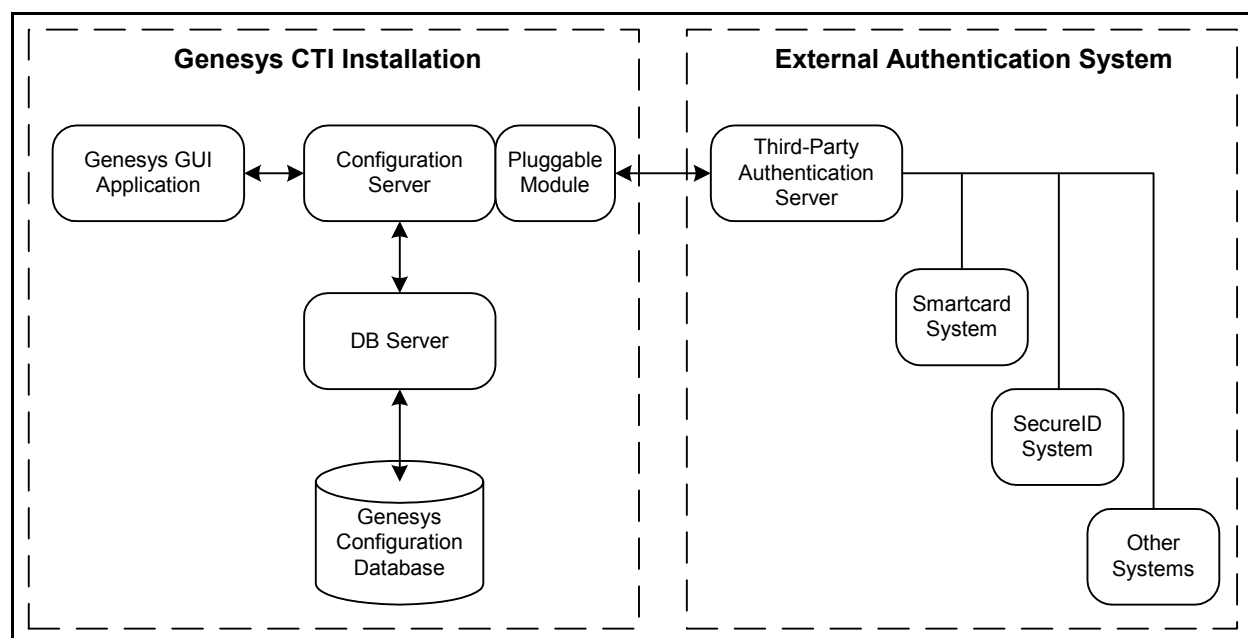 Genesys CTI Installation
External Authentication System
Genesys GUI
Application
Configuration
Server
Pluggable
Module
Third-Party
Authentication
Server
Smartcard
System
DB Server
SecureID
System
Genesys
Configuration
Database
Other
Systems